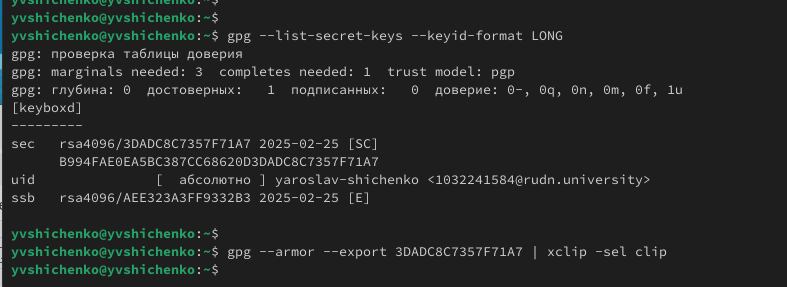 yvshichenko@yvshichenko:~$
yvshichenko@yvshichenko:~$
yvshichenko@yvshichenko:~$ gpg --list-secret-keys --keyid-format LONG
gpg: проверка таблицы доверия
gpg: marginals needed: 3  completes needed: 1  trust model: pgp
gpg: глубина: 0  достоверных:   1  подписанных:   0  доверие: 0-, 0q, 0n, 0m, 0f, 1u
[keyboxd]
---------
sec   rsa4096/3DADC8C7357F71A7 2025-02-25 [SC]
      B994FAE0EA5BC387CC68620D3DADC8C7357F71A7
uid               [  абсолютно ] yaroslav-shichenko <1032241584@rudn.university>
ssb   rsa4096/AEE323A3FF9332B3 2025-02-25 [E]
yvshichenko@yvshichenko:~$
yvshichenko@yvshichenko:~$ gpg --armor --export 3DADC8C7357F71A7 | xclip -sel clip
yvshichenko@yvshichenko:~$